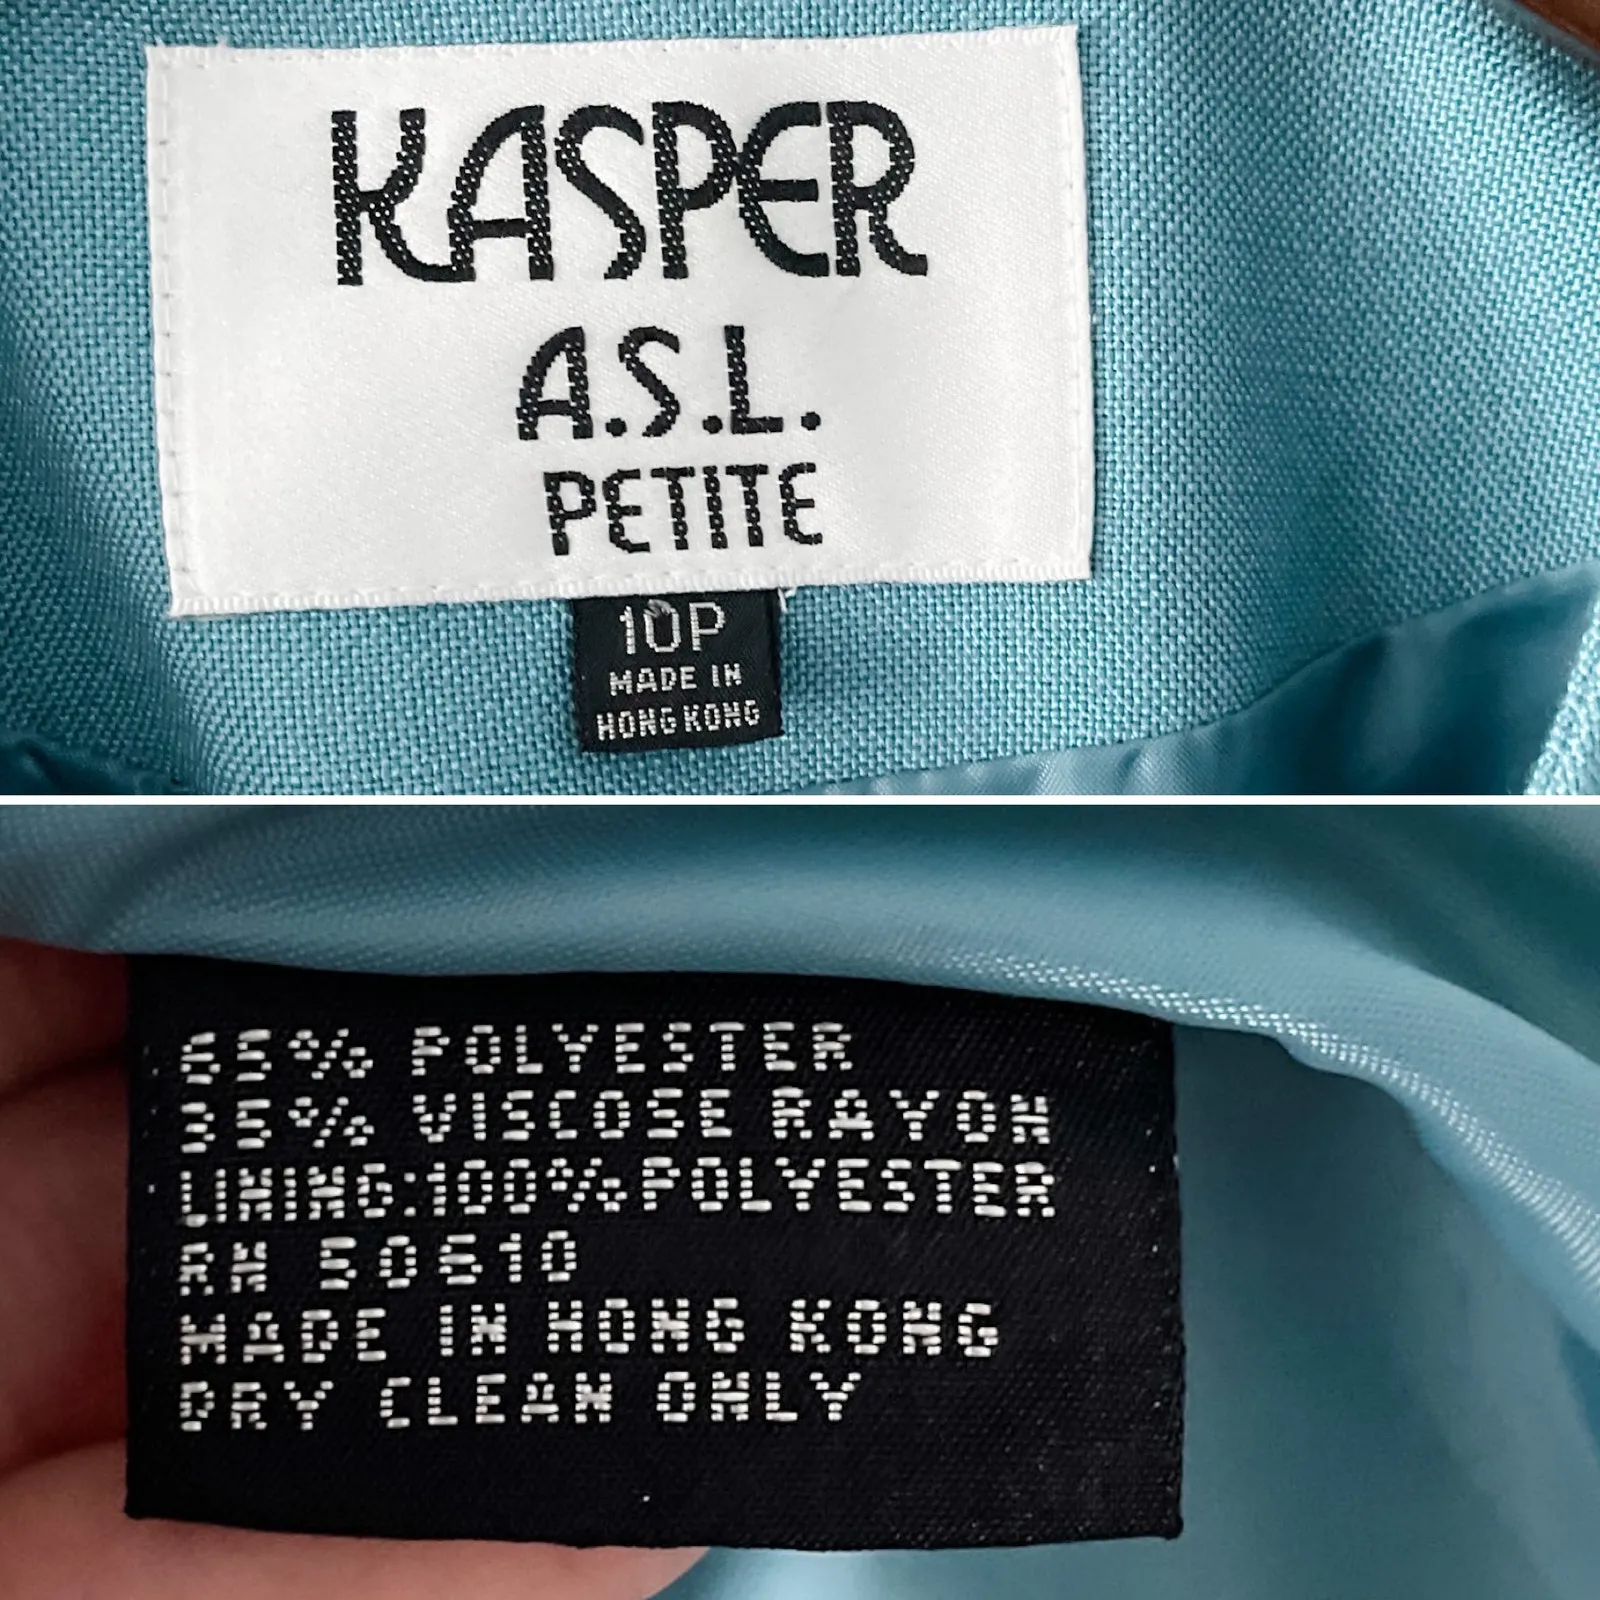 KASPER
A.S.L.
PETITE
10P
MADE IN
HONG KONG
65% POLYESTER
35% VISCOSE RAYON
LINING:100%POLYESTER
RN 50610
MADE IN HONG KONG
DRY CLEAN ONLY